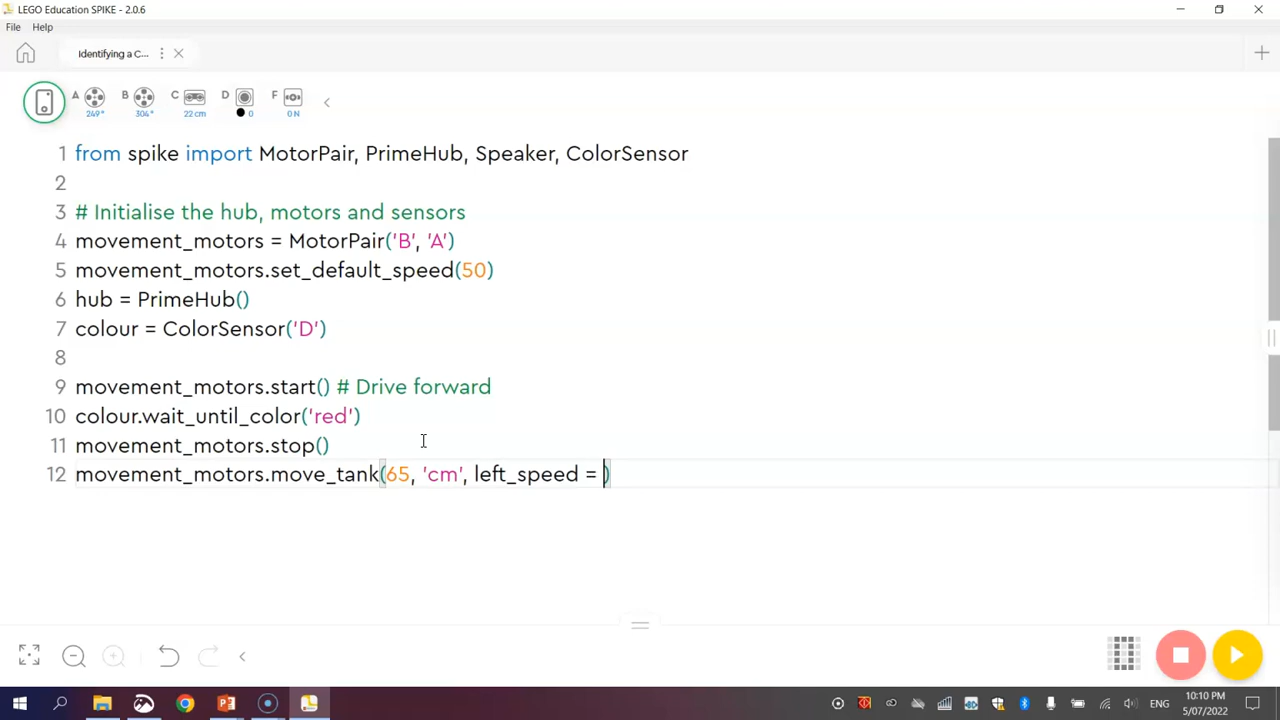 LEGO Education SPIKE - 2.0.6
File Help
Identifying a C...
A B C D F
249° 304° 22 cm 0 0 N
1 from spike import MotorPair, PrimeHub, Speaker, ColorSensor
2
3 # Initialise the hub, motors and sensors
4 movement_motors = MotorPair('B', 'A')
5 movement_motors.set_default_speed(50)
6 hub = PrimeHub()
7 colour = ColorSensor('D')
8
9 movement_motors.start() # Drive forward
10 colour.wait_until_color('red')
11 movement_motors.stop()
12 movement_motors.move_tank(65, 'cm', left_speed = )
ENG
10:10 PM
5/07/2022